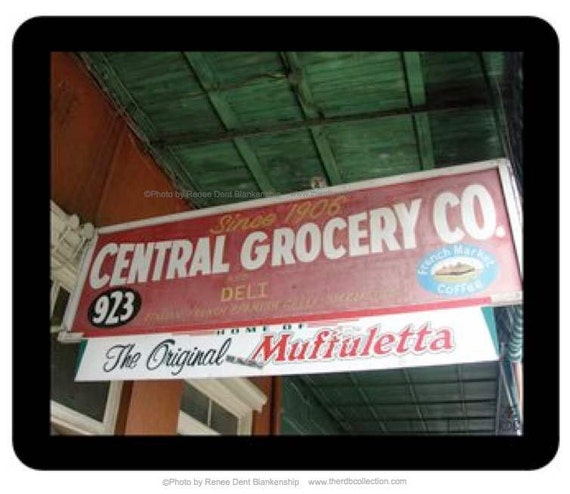 ©Photo by Renee Dent Blankenship
Since 1906
CENTRAL GROCERY CO.
AND
DELI
923
French Market
Coffee
HOME OF
The Original Muffuletta
©Photo by Renee Dent Blankenship www.therdbcollection.com